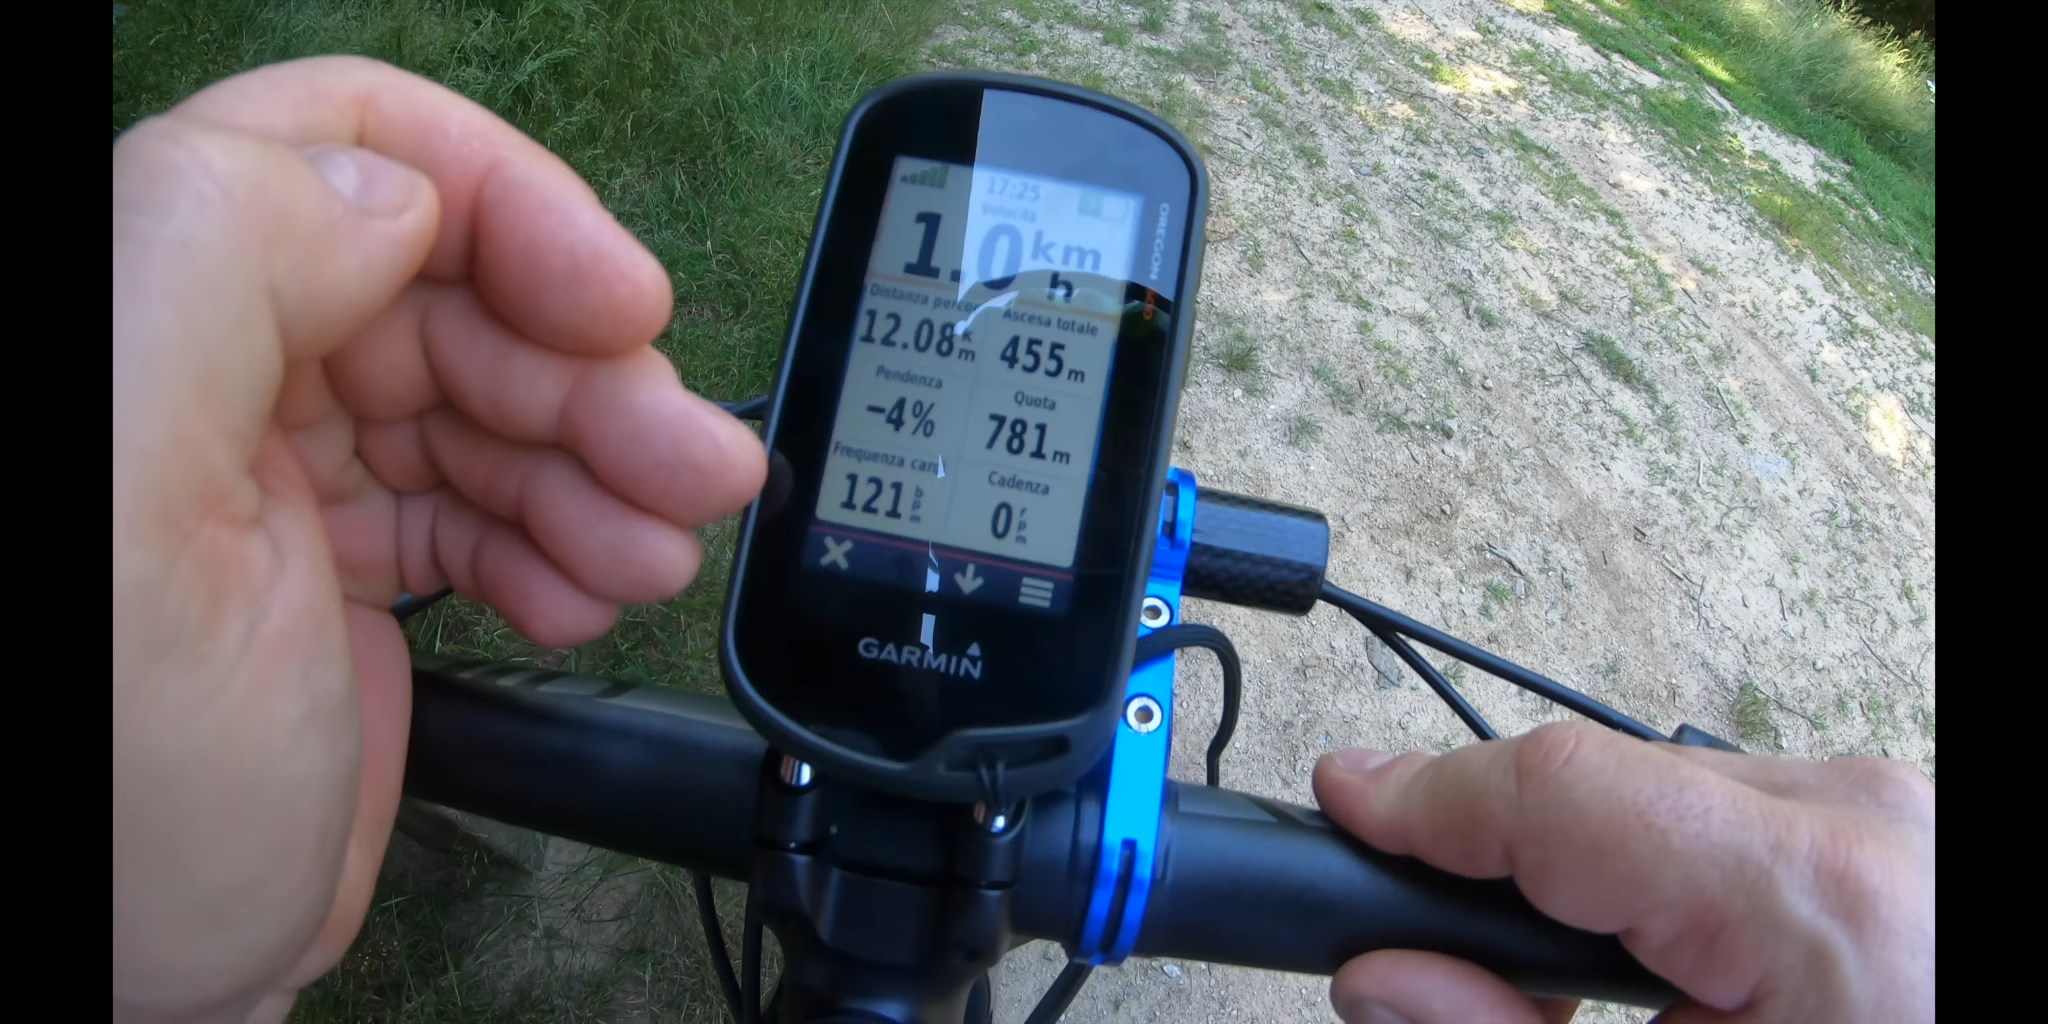 17:25
Velocità
1.0 km h
OREGON
Distanza perco
Ascesa totale
12.08 km
455 m
Pendenza
Quota
-4%
781 m
Frequenza card
Cadenza
121 bpm
0 rpm
GARMIN